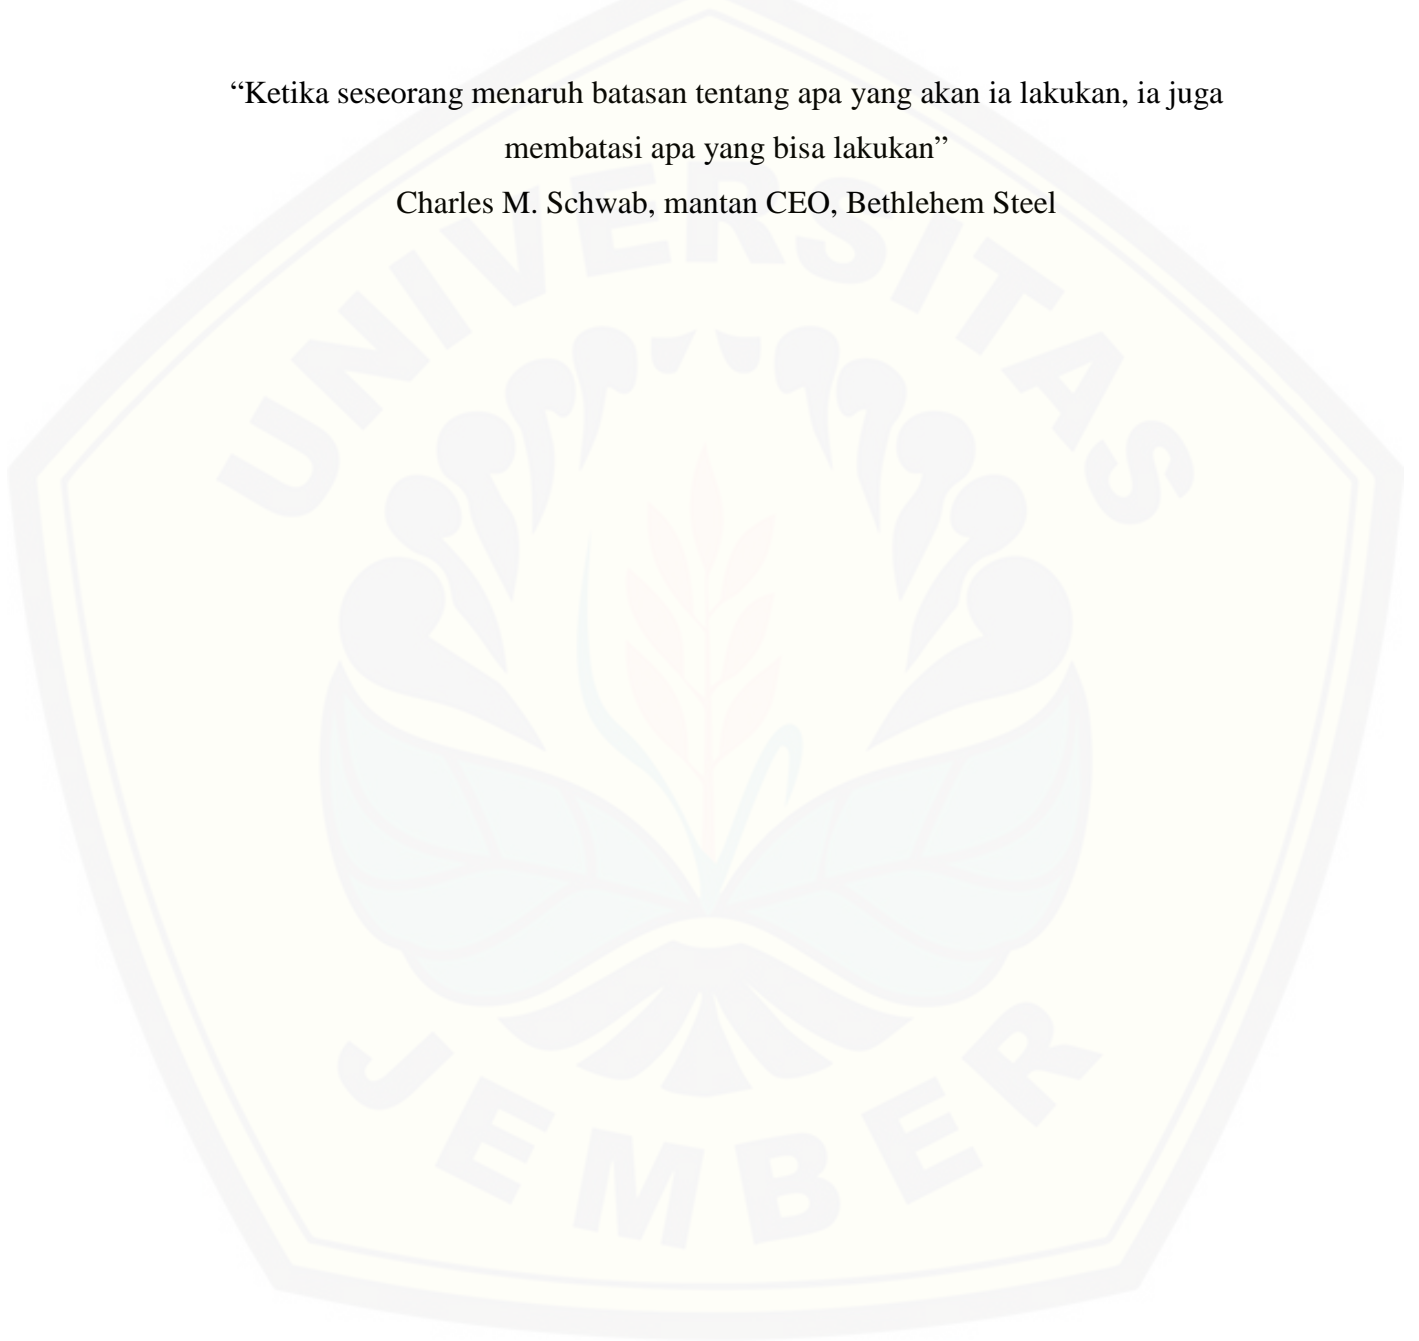 “Ketika seseorang menaruh batasan tentang apa yang akan ia lakukan, ia juga
membatasi apa yang bisa lakukan”
Charles M. Schwab, mantan CEO, Bethlehem Steel
UNIVERSITAS
JEMBER